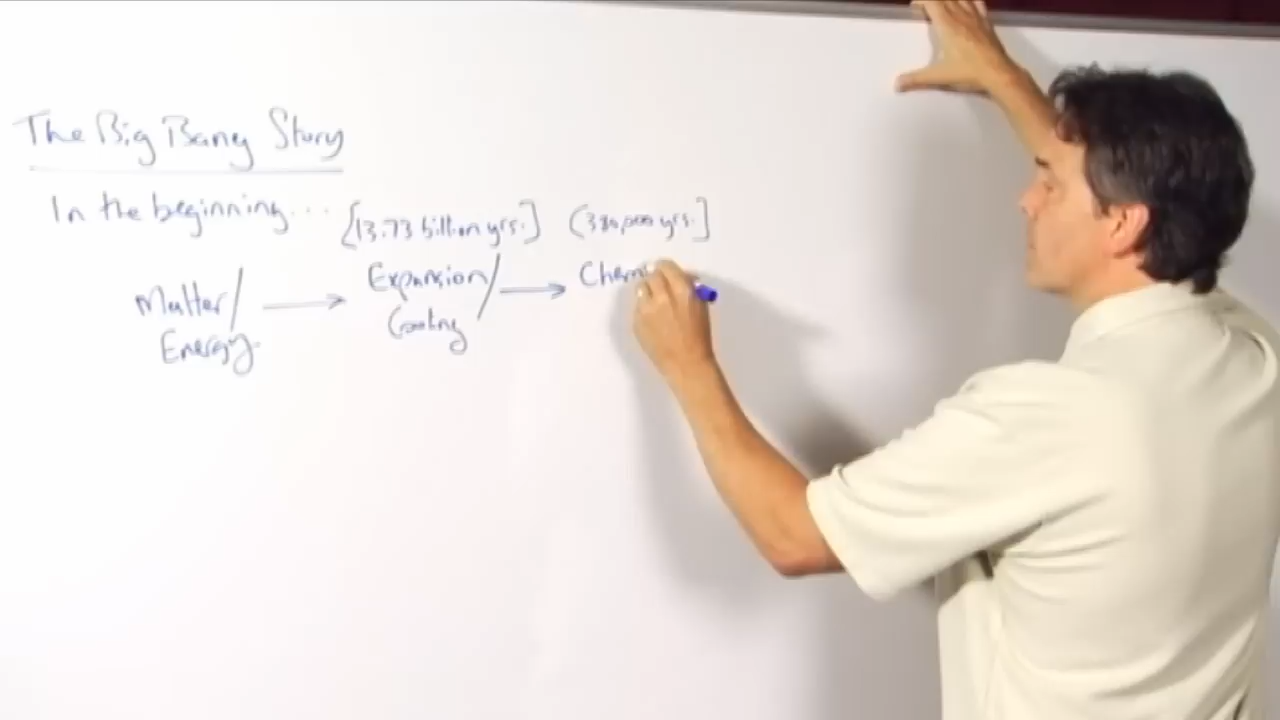 The Big Bang Story
In the beginning...
[13.73 billion yrs.] (380,000 yrs.]
Matter/ → Expansion/ → Chem
Energy. Cooling